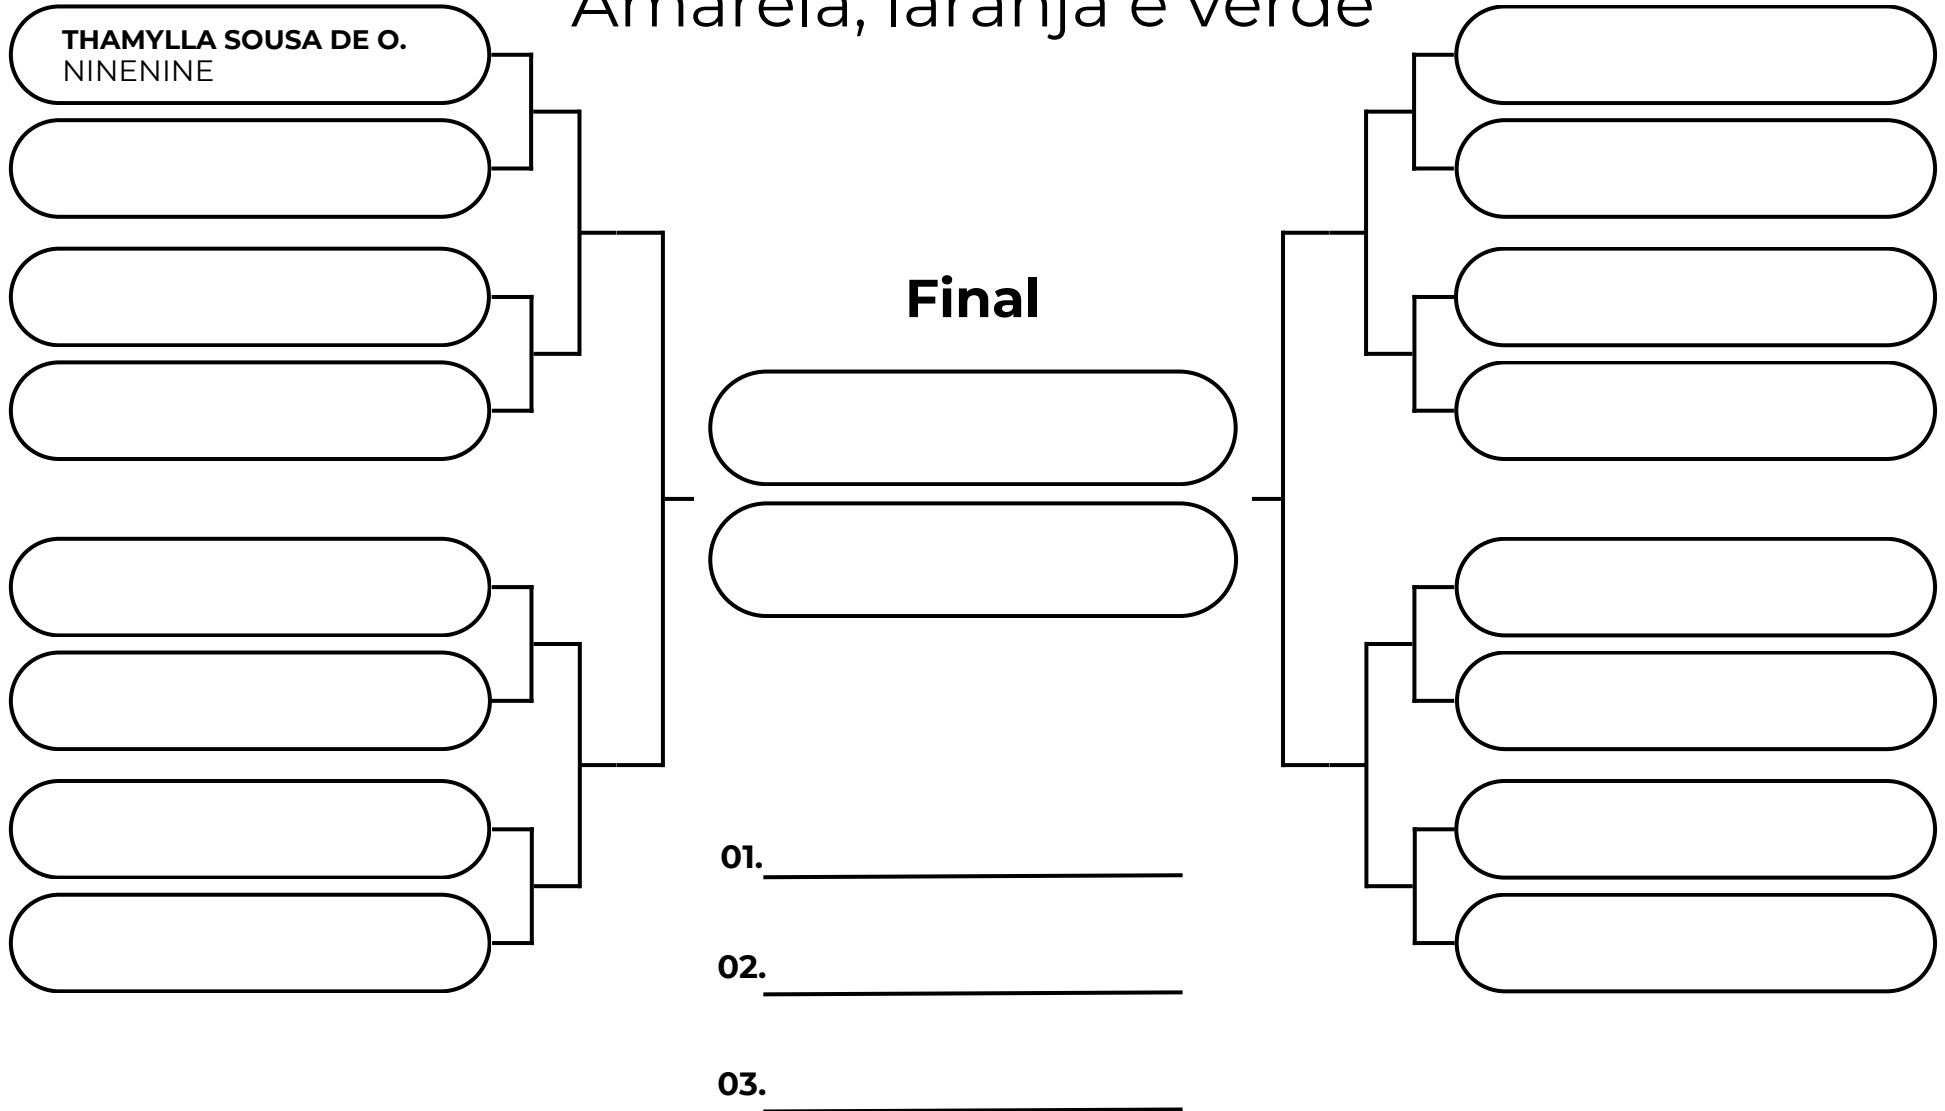 Amarela, laranja e verde
THAMYLLA SOUSA DE O.
NINENINE
Final
01.
02.
03.